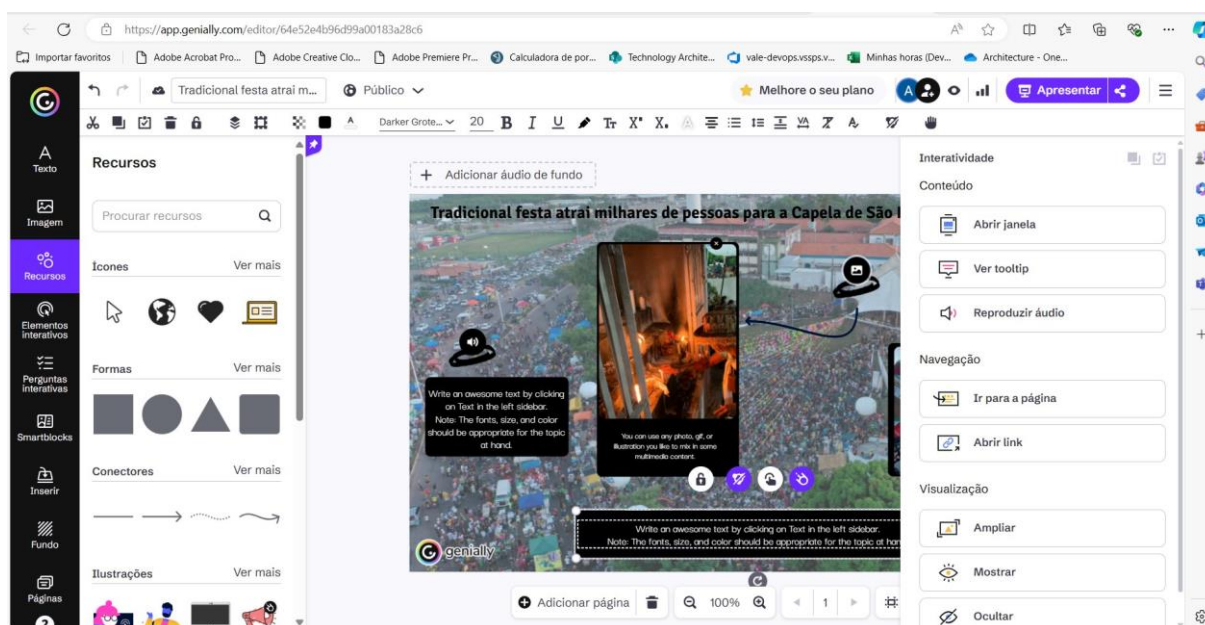 https://app.genially.com/editor/64e52e4b96d99a00183a28c6
Importar favoritos
Adobe Acrobat Pro...
Adobe Creative Clo...
Adobe Premiere Pr...
Calculadora de por...
Technology Archite...
vale-devops.vssps.v...
Minhas horas (Dev...
Architecture - One...
Tradicional festa atrai m...
Público
Melhore o seu plano
A
Apresentar
Darker Grote...
20
B I U
Texto
Imagem
Recursos
Elementos
interativos
Perguntas
interativas
Smartblocks
Inserir
Fundo
Páginas
Recursos
Procurar recursos
Ícones Ver mais
Formas Ver mais
Conectores Ver mais
Ilustrações Ver mais
Adicionar áudio de fundo
Tradicional festa atrai milhares de pessoas para a Capela de São
Write an awesome text by clicking
on Text in the left sidebar.
Note: The fonts, size, and color
should be appropriate for the topic
at hand.
You can use any photo, gif, or
illustration you like to mix in some
multimedia content.
Write an awesome text by clicking on Text in the left sidebar.
Note: The fonts, size, and color should be appropriate for the topic at han
genially
Adicionar página
100%
1
Interatividade
Conteúdo
Abrir janela
Ver tooltip
Reproduzir áudio
Navegação
Ir para a página
Abrir link
Visualização
Ampliar
Mostrar
Ocultar